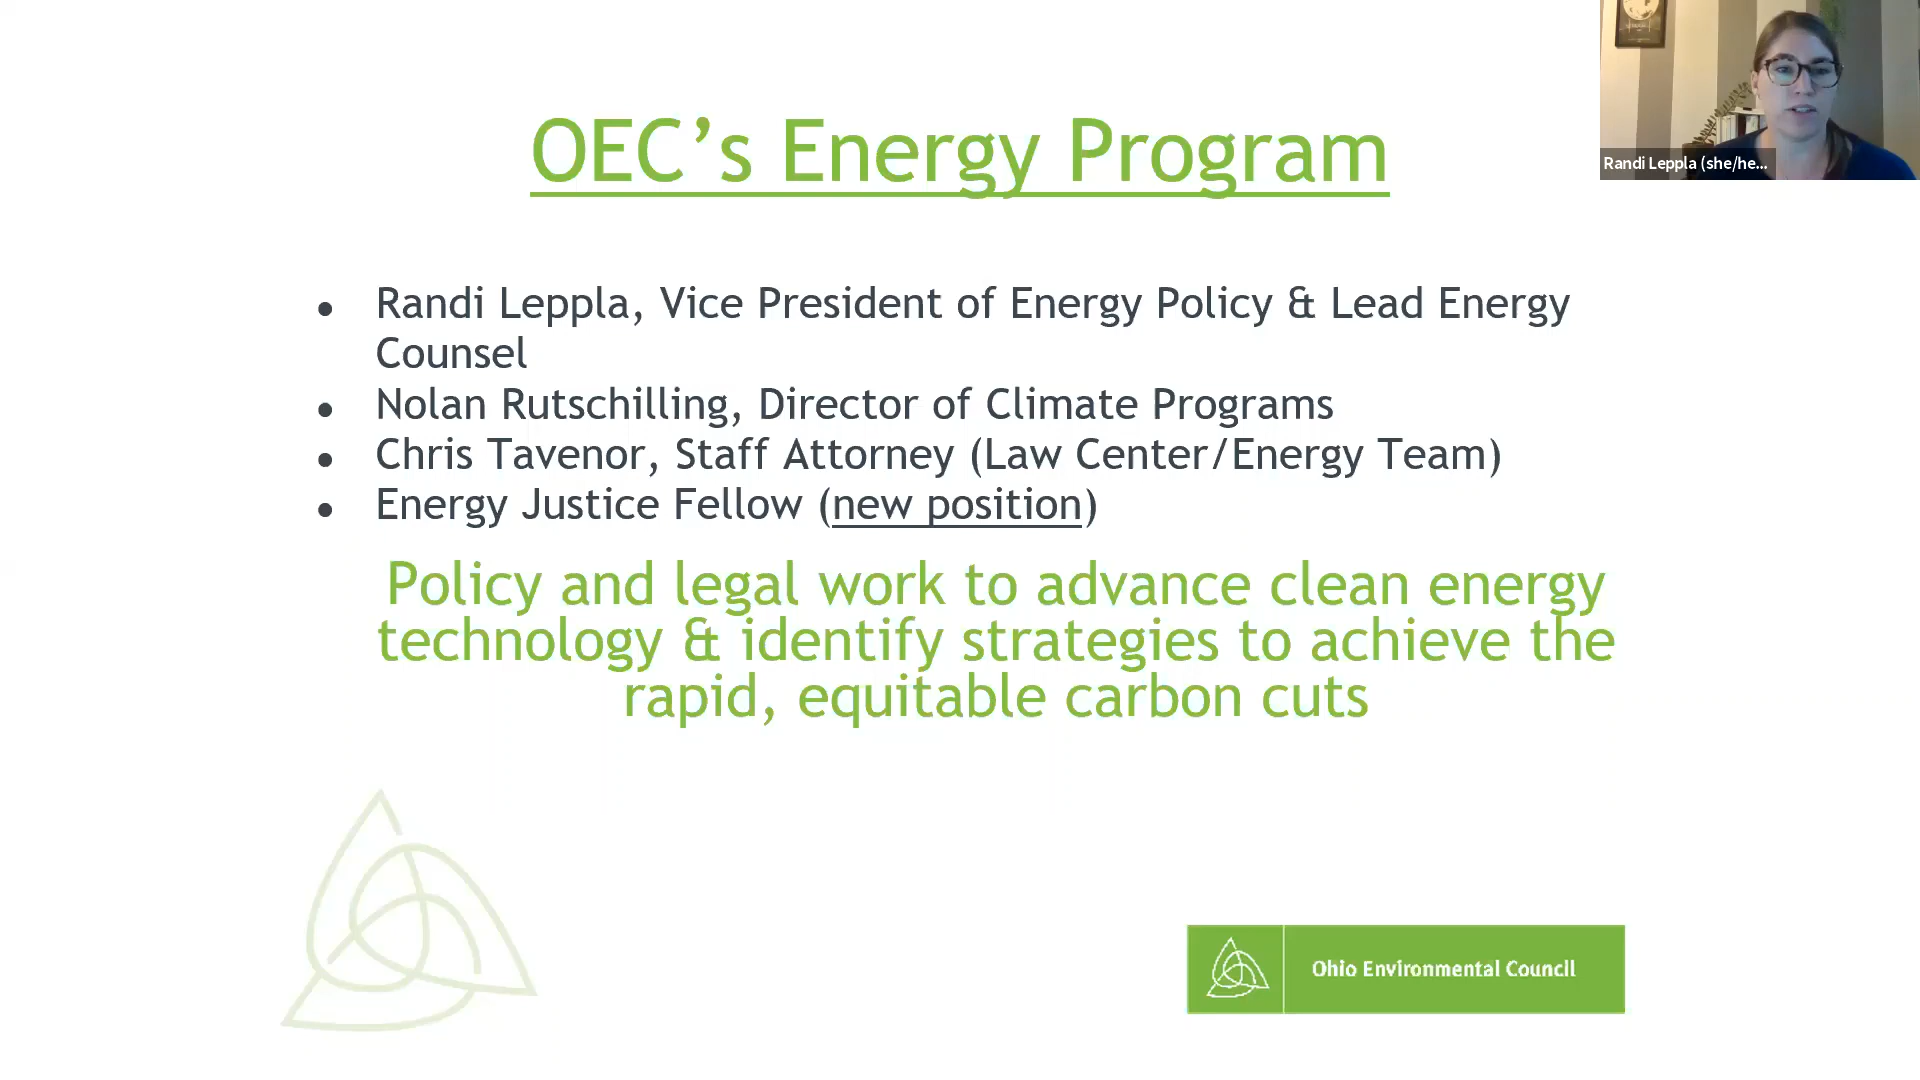 OEC’s Energy Program
Randi Leppla (she/he...
● Randi Leppla, Vice President of Energy Policy & Lead Energy
Counsel
● Nolan Rutschilling, Director of Climate Programs
● Chris Tavenor, Staff Attorney (Law Center/Energy Team)
● Energy Justice Fellow (new position)
Policy and legal work to advance clean energy
technology & identify strategies to achieve the
rapid, equitable carbon cuts
Ohio Environmental Council